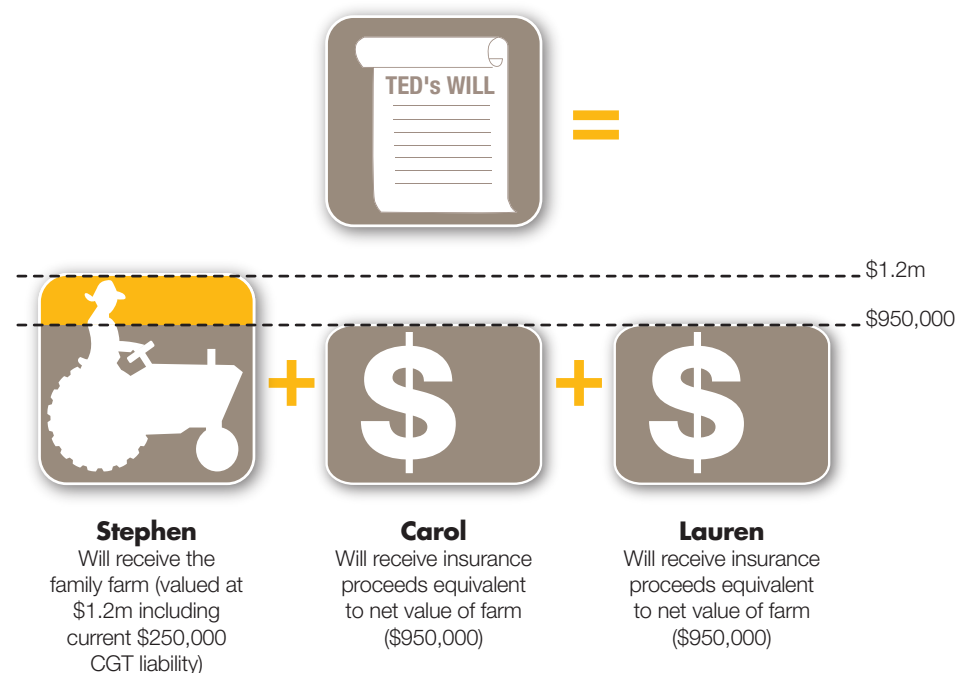 TED's WILL
=
$1.2m
$950,000
+
$
+
$
Stephen
Will receive the
family farm (valued at
$1.2m including
current $250,000
CGT liability)
Carol
Will receive insurance
proceeds equivalent
to net value of farm
($950,000)
Lauren
Will receive insurance
proceeds equivalent
to net value of farm
($950,000)